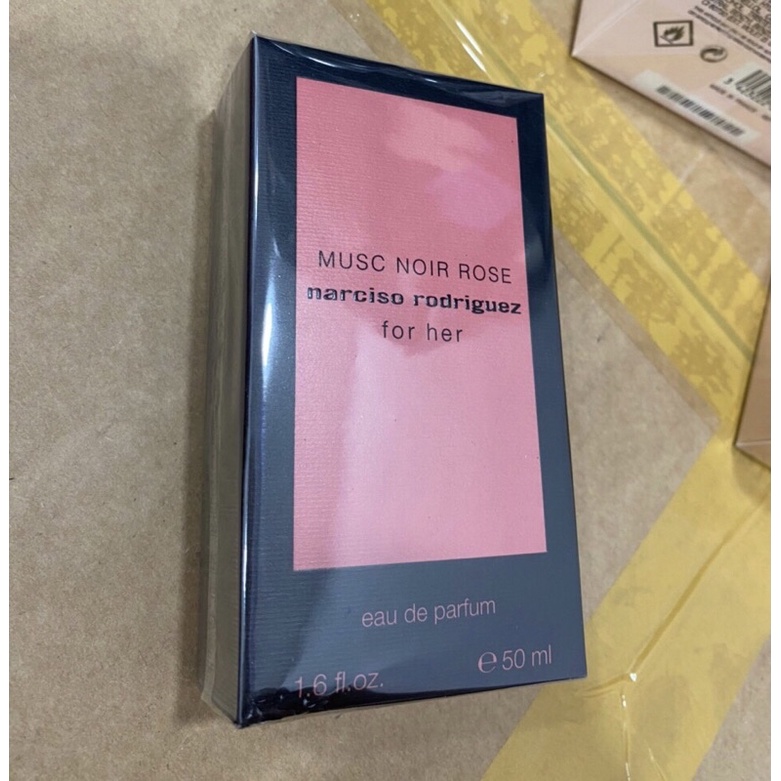 MUSC NOIR ROSE
narciso rodriguez
for her
eau de parfum
1.6 fl.oz.
℮ 50 ml